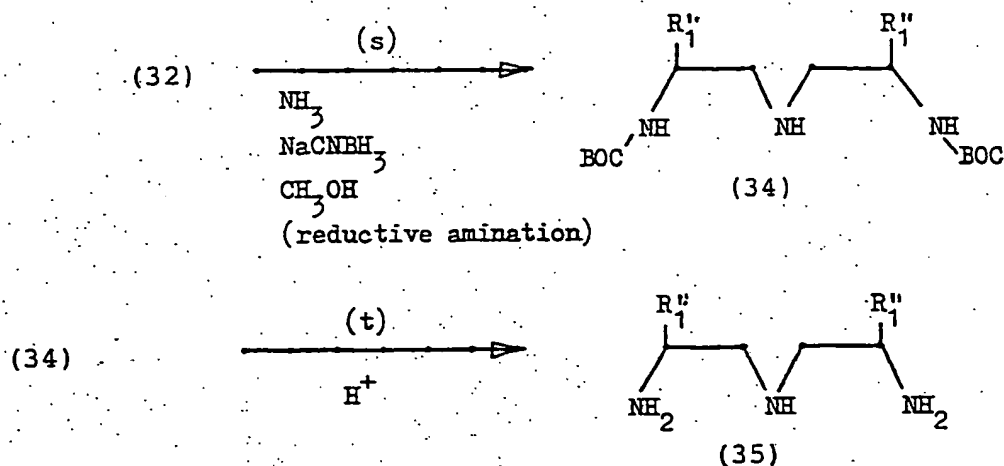 R₁" R₁"
(s)
(32)
NH₃
NaCNBH₃
CH₃OH
(reductive amination)
NH NH NH
BOC BOC
(34)
R₁" R₁"
(t)
(34)
H⁺
NH₂ NH NH₂
(35)